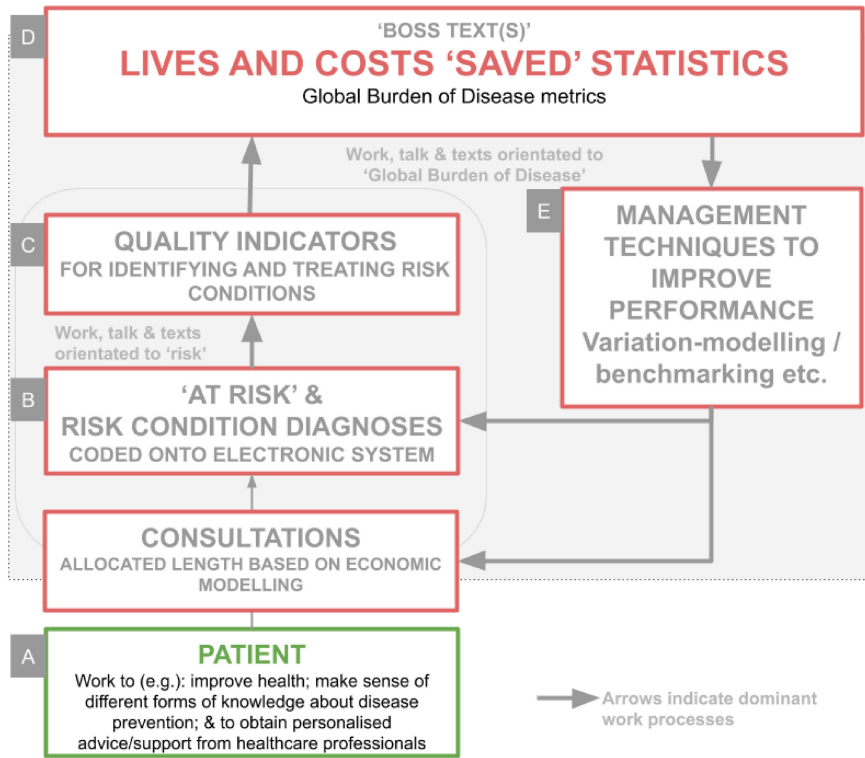 D
'BOSS TEXT(S)'
LIVES AND COSTS 'SAVED' STATISTICS
Global Burden of Disease metrics
Work, talk & texts orientated to
'Global Burden of Disease'
E
MANAGEMENT
TECHNIQUES TO
IMPROVE
PERFORMANCE
Variation-modelling /
benchmarking etc.
C
QUALITY INDICATORS
FOR IDENTIFYING AND TREATING RISK
CONDITIONS
Work, talk & texts
orientated to 'risk'
B
'AT RISK' &
RISK CONDITION DIAGNOSES
CODED ONTO ELECTRONIC SYSTEM
CONSULTATIONS
ALLOCATED LENGTH BASED ON ECONOMIC
MODELLING
A
PATIENT
Work to (e.g.): improve health; make sense of
different forms of knowledge about disease
prevention; & to obtain personalised
advice/support from healthcare professionals
Arrows indicate dominant
work processes